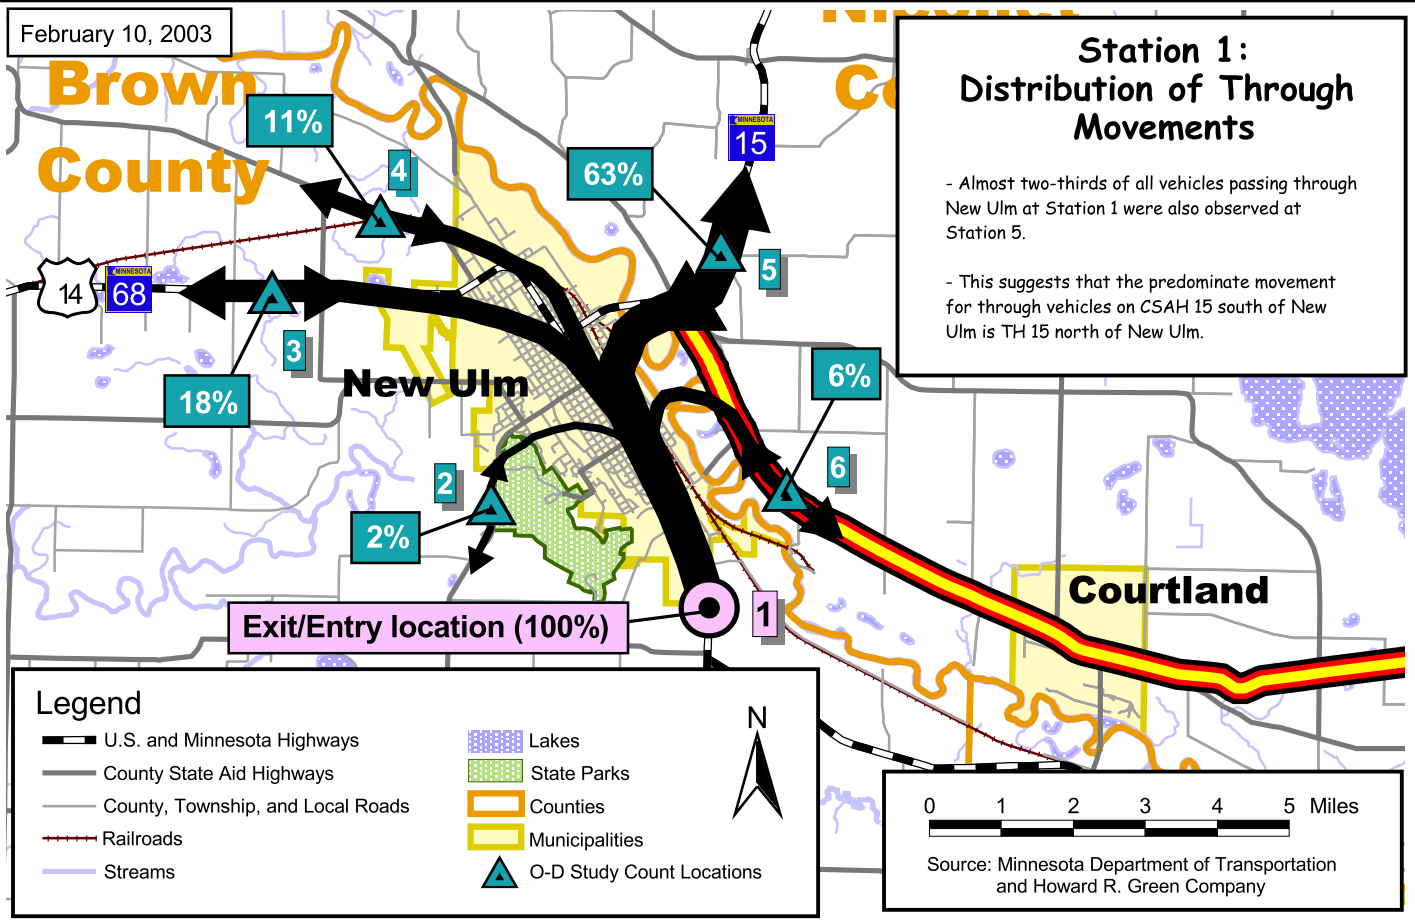 February 10, 2003
Brown
County
Station 1:
Distribution of Through
Movements
- Almost two-thirds of all vehicles passing through
New Ulm at Station 1 were also observed at
Station 5.
- This suggests that the predominate movement
for through vehicles on CSAH 15 south of New
Ulm is TH 15 north of New Ulm.
11%
4
63%
MINNESOTA
15
5
14
MINNESOTA
68
3
18%
New Ulm
6%
6
2
2%
Courtland
Exit/Entry location (100%)
1
Legend
U.S. and Minnesota Highways
County State Aid Highways
County, Township, and Local Roads
Railroads
Streams
Lakes
State Parks
Counties
Municipalities
O-D Study Count Locations
N
0 1 2 3 4 5 Miles
Source: Minnesota Department of Transportation
and Howard R. Green Company